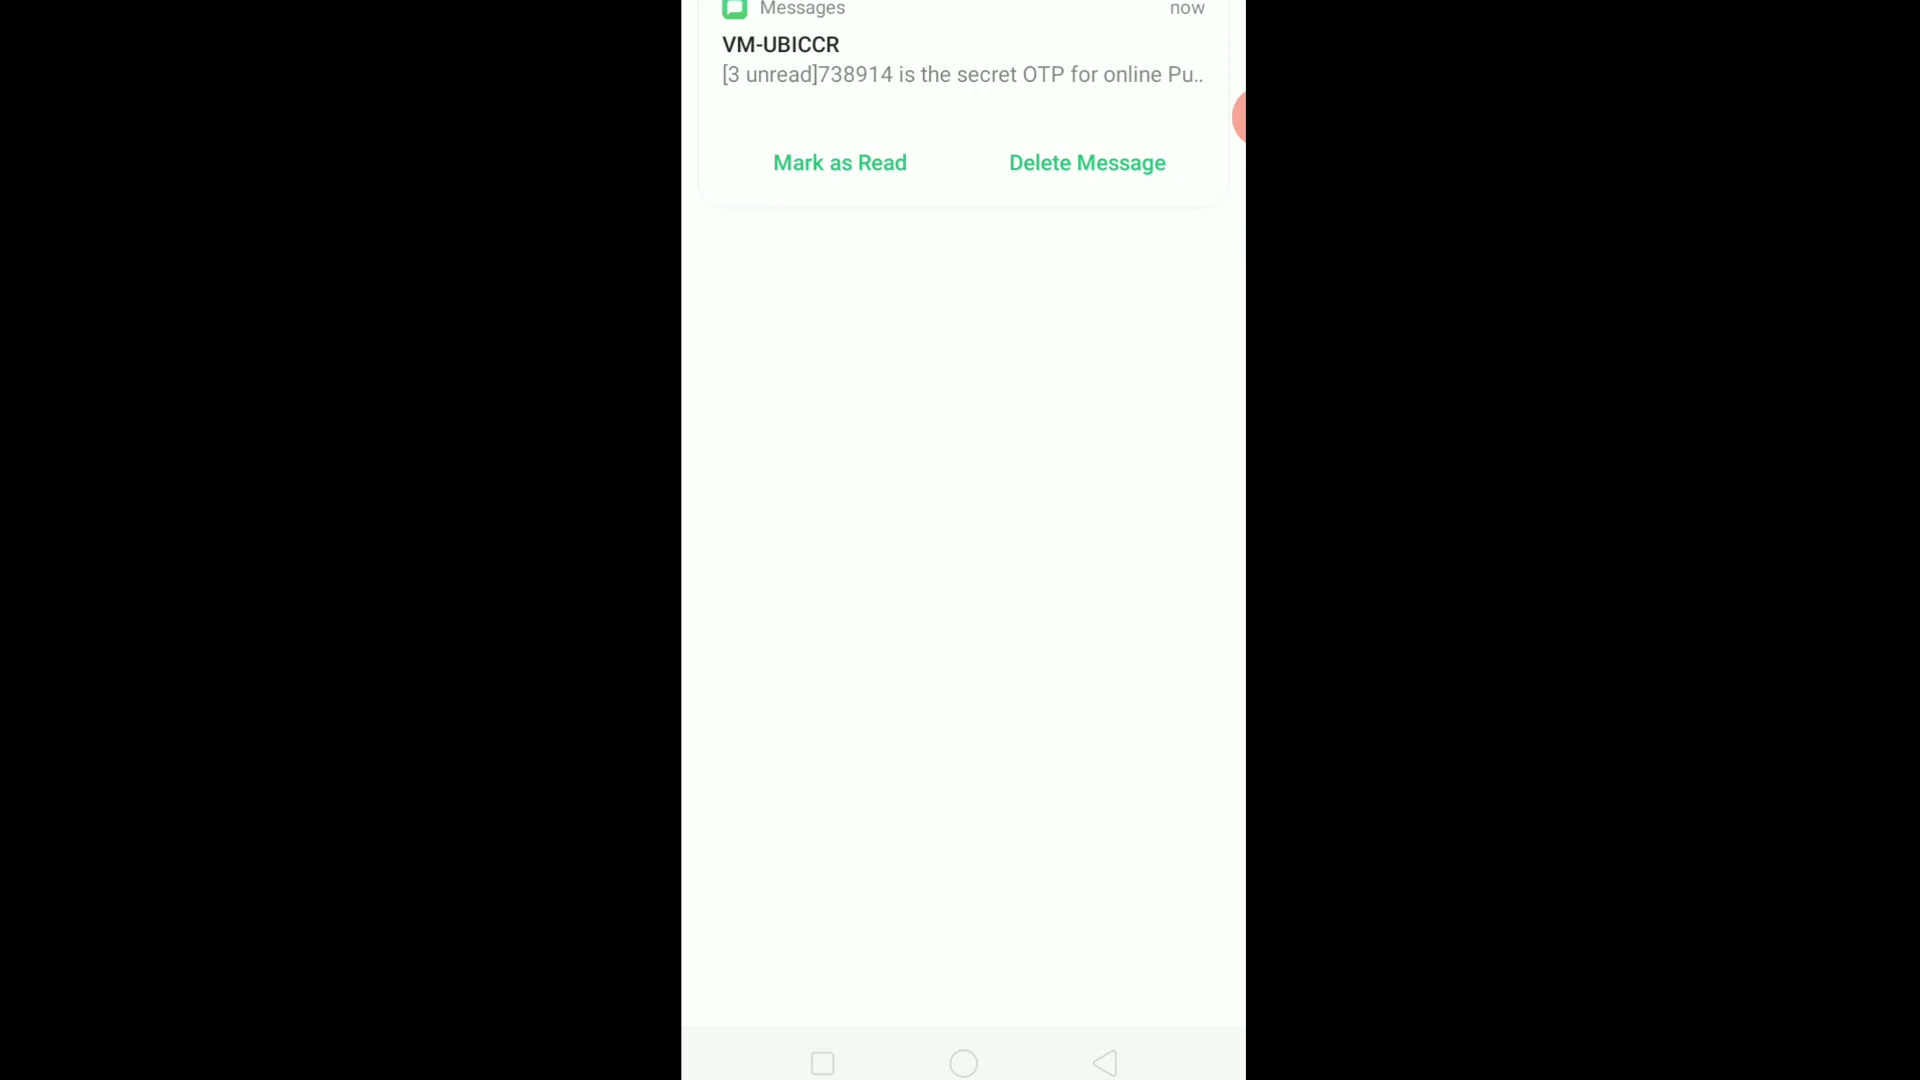 Messages now
VM-UBICCR
[3 unread]738914 is the secret OTP for online Pu..
Mark as Read Delete Message